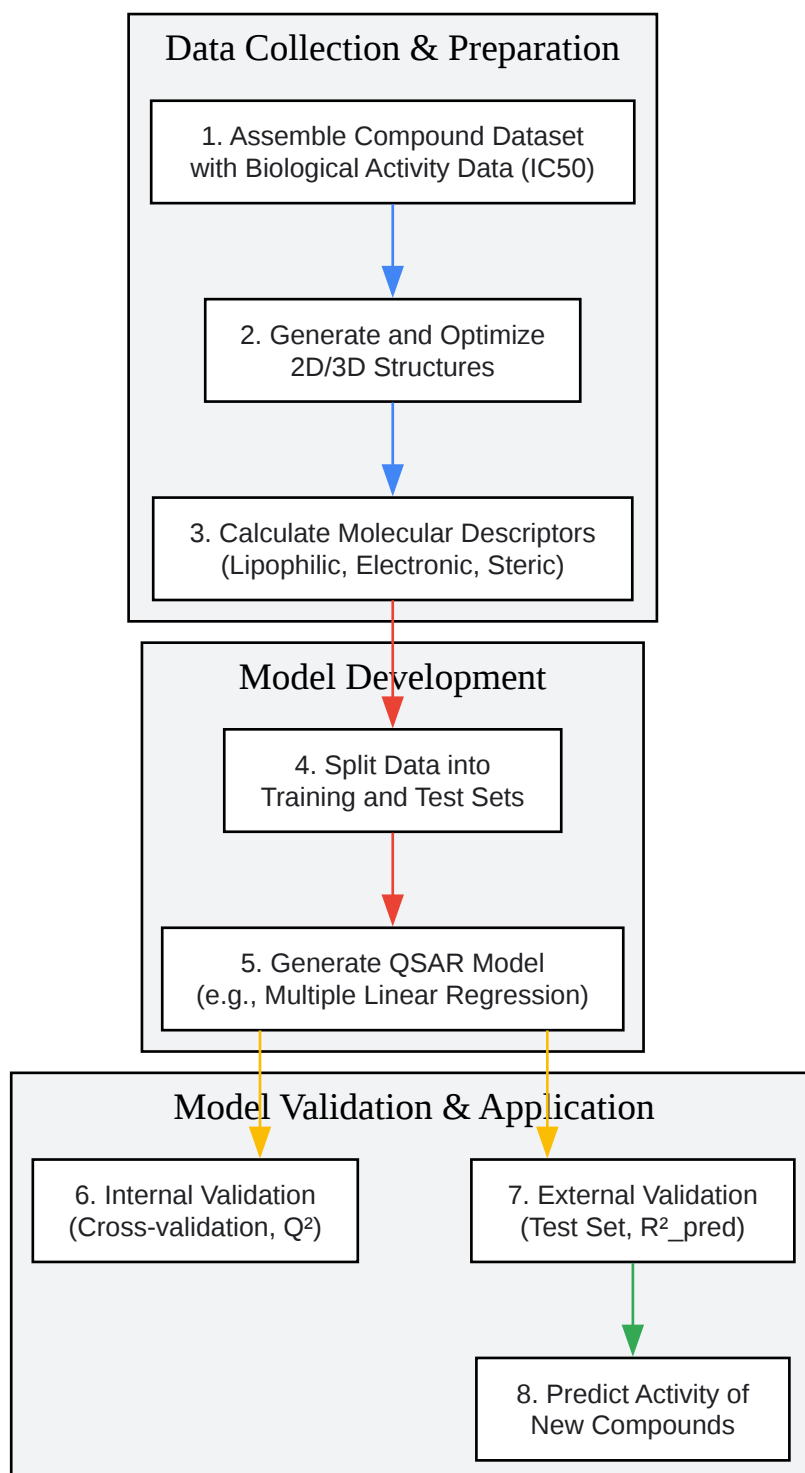 Data Collection & Preparation
1. Assemble Compound Dataset
with Biological Activity Data (IC50)
2. Generate and Optimize
2D/3D Structures
3. Calculate Molecular Descriptors
(Lipophilic, Electronic, Steric)
Model Development
4. Split Data into
Training and Test Sets
5. Generate QSAR Model
(e.g., Multiple Linear Regression)
Model Validation & Application
6. Internal Validation
(Cross-validation, Q²)
7. External Validation
(Test Set, R²_pred)
8. Predict Activity of
New Compounds